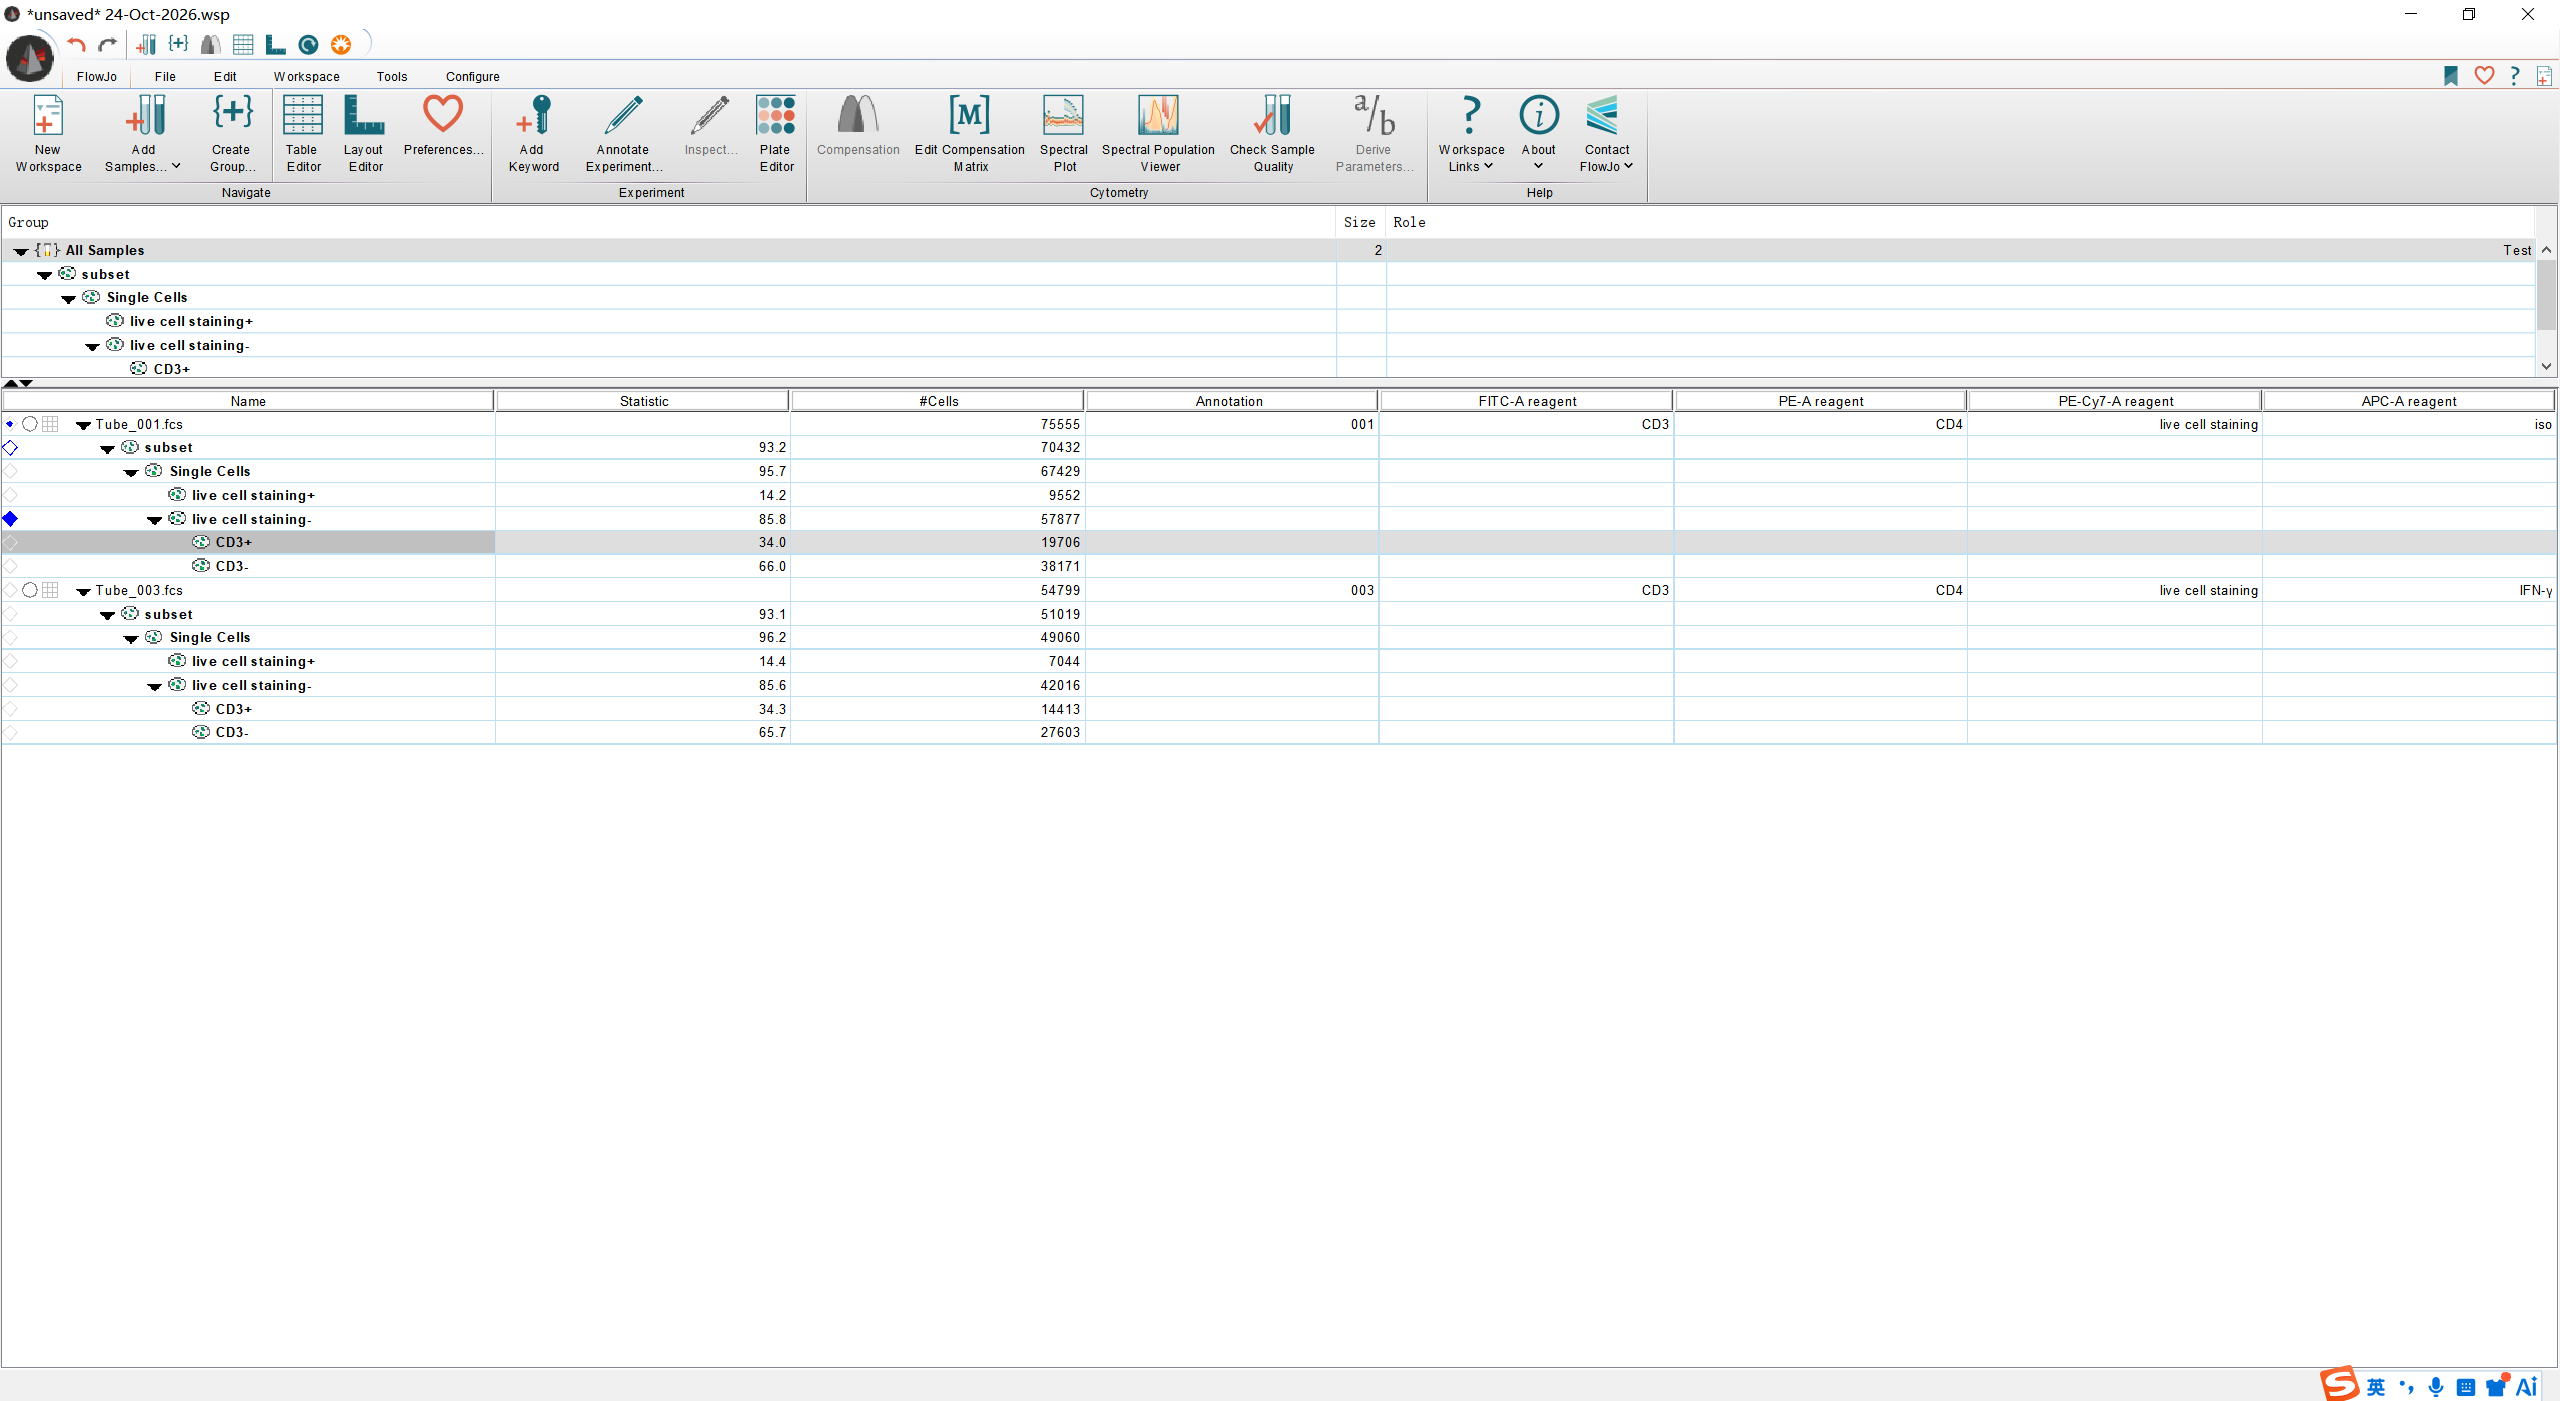 *unsaved* 24-Oct-2026.wsp
FlowJo File Edit Workspace Tools Configure
New Workspace
Add Samples...
Create Group...
Table Editor
Layout Editor
Preferences...
Add Keyword
Annotate Experiment...
Inspect...
Plate Editor
Compensation
Edit Compensation Matrix
Spectral Plot
Spectral Population Viewer
Check Sample Quality
Derive Parameters...
Workspace Links
About
Contact FlowJo
Navigate Experiment Cytometry Help
Group Size Role
All Samples 2 Test
subset
Single Cells
live cell staining+
live cell staining-
CD3+
Name Statistic #Cells Annotation FITC-A reagent PE-A reagent PE-Cy7-A reagent APC-A reagent
Tube_001.fcs 75555 001 CD3 CD4 live cell staining iso
subset 93.2 70432
Single Cells 95.7 67429
live cell staining+ 14.2 9552
live cell staining- 85.8 57877
CD3+ 34.0 19706
CD3- 66.0 38171
Tube_003.fcs 54799 003 CD3 CD4 live cell staining IFN-γ
subset 93.1 51019
Single Cells 96.2 49060
live cell staining+ 14.4 7044
live cell staining- 85.6 42016
CD3+ 34.3 14413
CD3- 65.7 27603
英 Ai